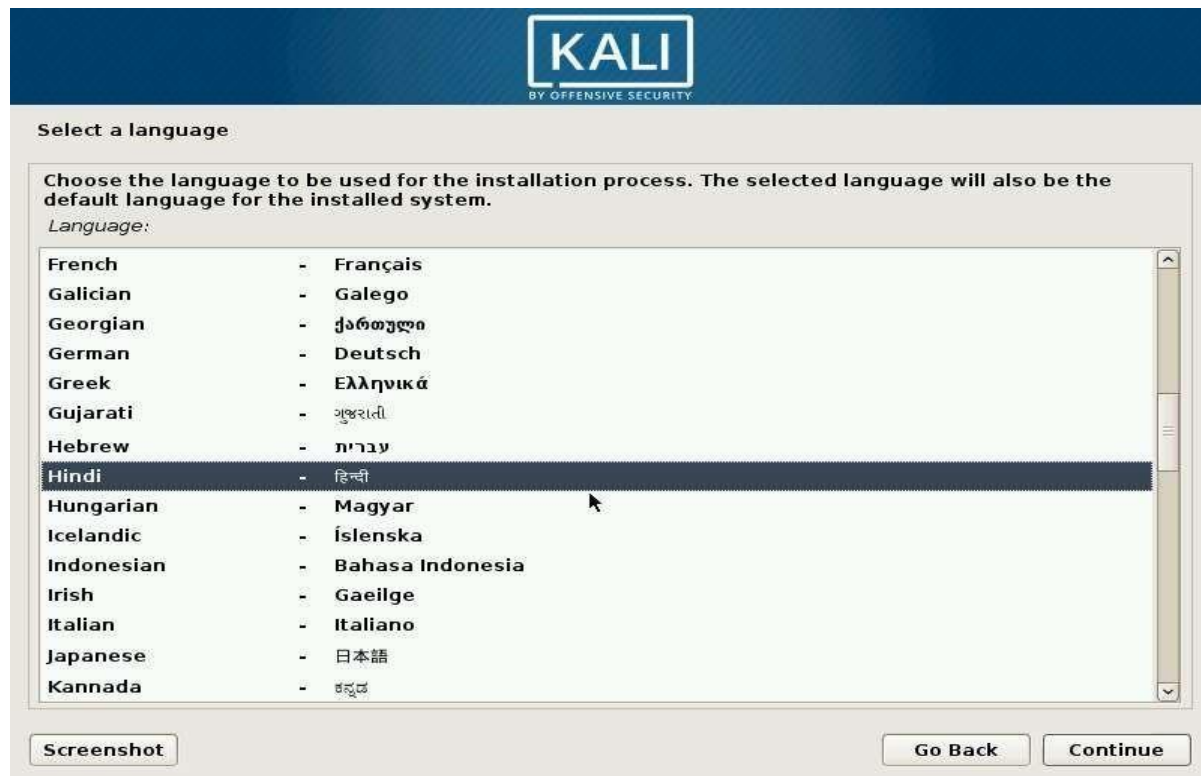 KALI
BY OFFENSIVE SECURITY
Select a language
Choose the language to be used for the installation process. The selected language will also be the
default language for the installed system.
Language:
French - Français
Galician - Galego
Georgian - ქართული
German - Deutsch
Greek - Ελληνικά
Gujarati - ગુજરાતી
Hebrew - עברית
Hindi - हिन्दी
Hungarian - Magyar
Icelandic - Íslenska
Indonesian - Bahasa Indonesia
Irish - Gaeilge
Italian - Italiano
Japanese - 日本語
Kannada - ಕನ್ನಡ
Screenshot Go Back Continue